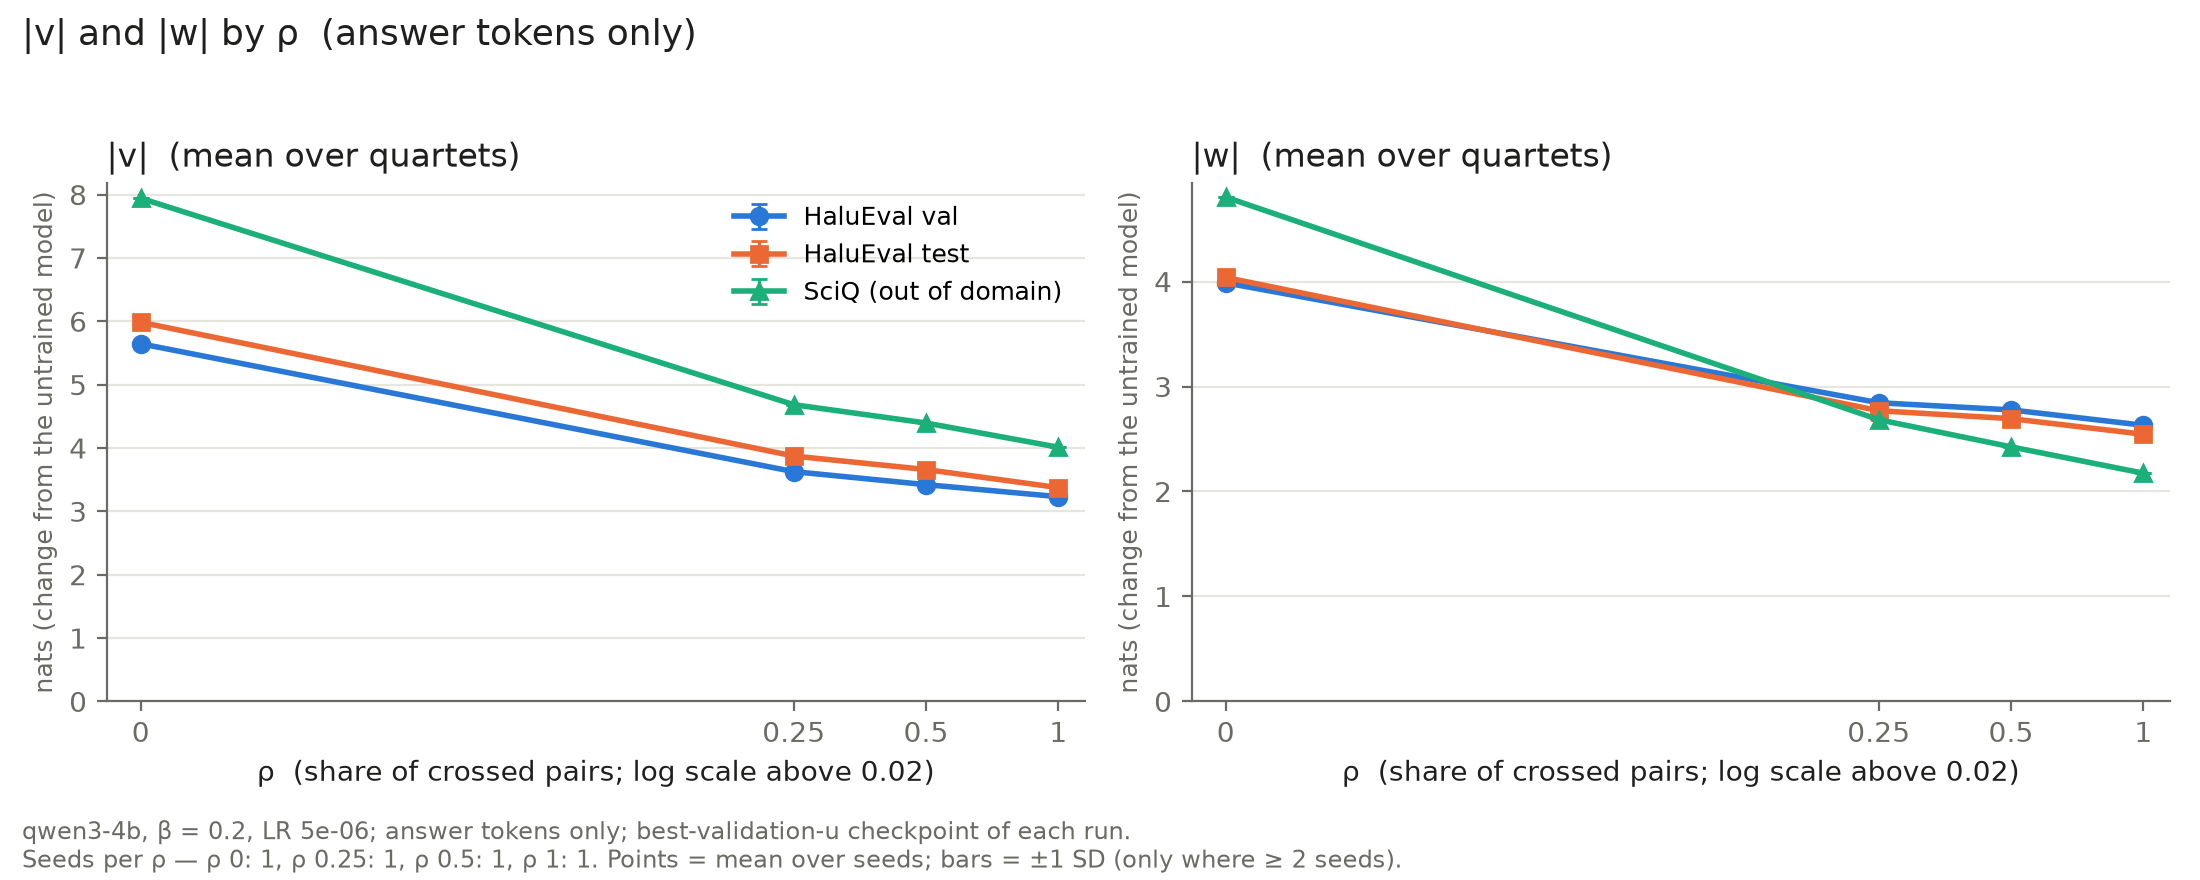 |v| and |w| by ρ  (answer tokens only)
|v|  (mean over quartets)
nats (change from the untrained model)
8
7
6
5
4
3
2
1
0
HaluEval val
HaluEval test
SciQ (out of domain)
0
0.25
0.5
1
ρ  (share of crossed pairs; log scale above 0.02)
|w|  (mean over quartets)
nats (change from the untrained model)
4
3
2
1
0
0
0.25
0.5
1
ρ  (share of crossed pairs; log scale above 0.02)
qwen3-4b, β = 0.2, LR 5e-06; answer tokens only; best-validation-u checkpoint of each run.
Seeds per ρ — ρ 0: 1, ρ 0.25: 1, ρ 0.5: 1, ρ 1: 1. Points = mean over seeds; bars = ±1 SD (only where ≥ 2 seeds).